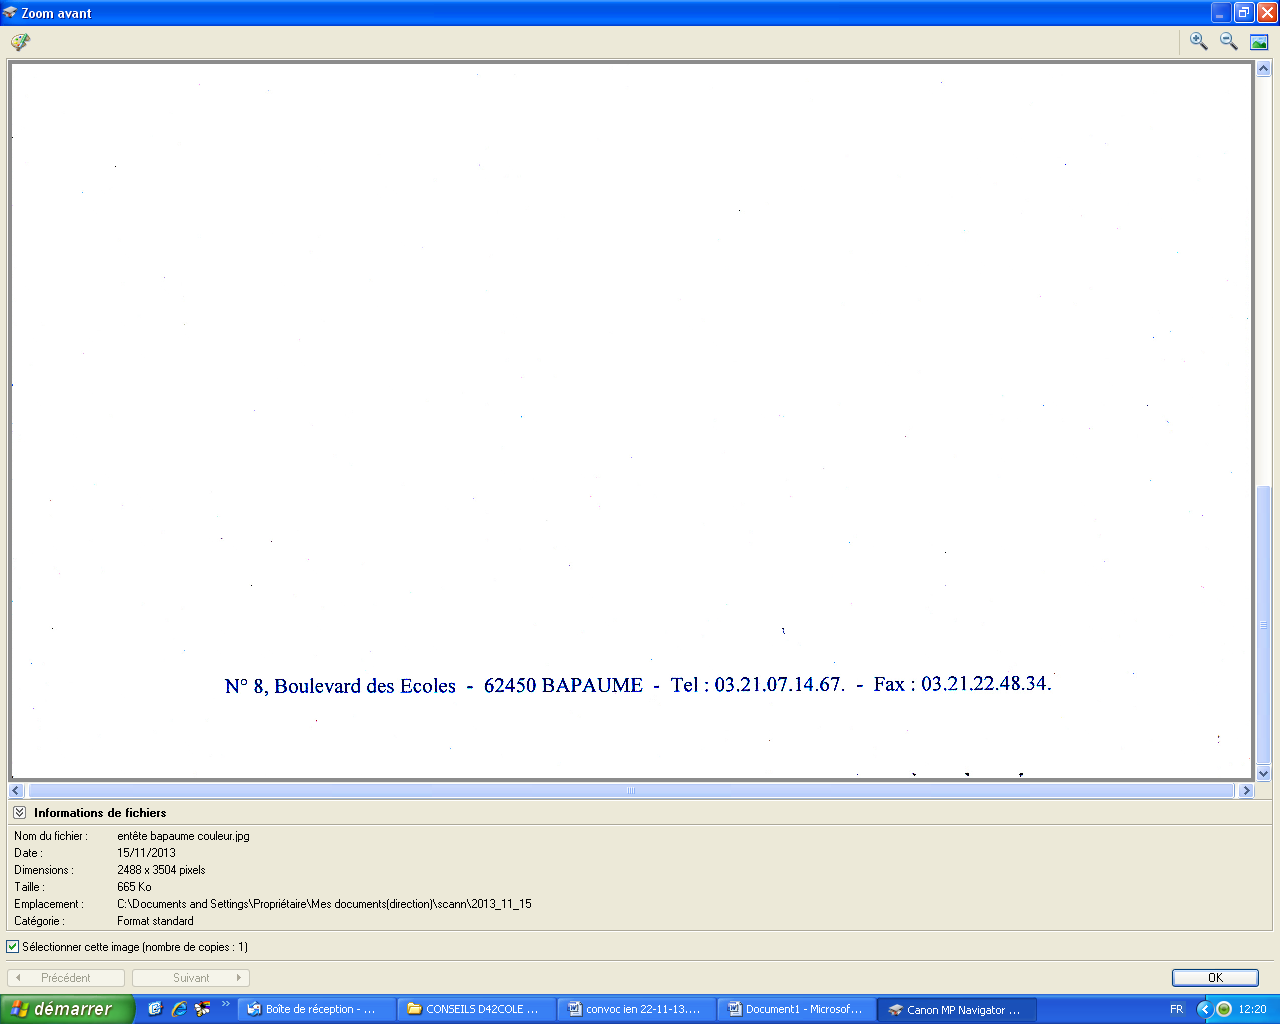 Zoom avant
N° 8, Boulevard des Ecoles - 62450 BAPAUME - Tel : 03.21.07.14.67. - Fax : 03.21.22.48.34.
Informations de fichiers
Nom du fichier : entête bapaume couleur.jpg
Date : 15/11/2013
Dimensions : 2488 x 3504 pixels
Taille : 665 Ko
Emplacement : C:\Documents and Settings\Propriétaire\Mes documents(direction)\scann\2013_11_15
Catégorie : Format standard
Sélectionner cette image (nombre de copies : 1)
Précédent Suivant OK
démarrer Boîte de réception - ... CONSEILS D42COLE ... convoc ien 22-11-13.... Document1 - Microsof... Canon MP Navigator ... FR 12:20